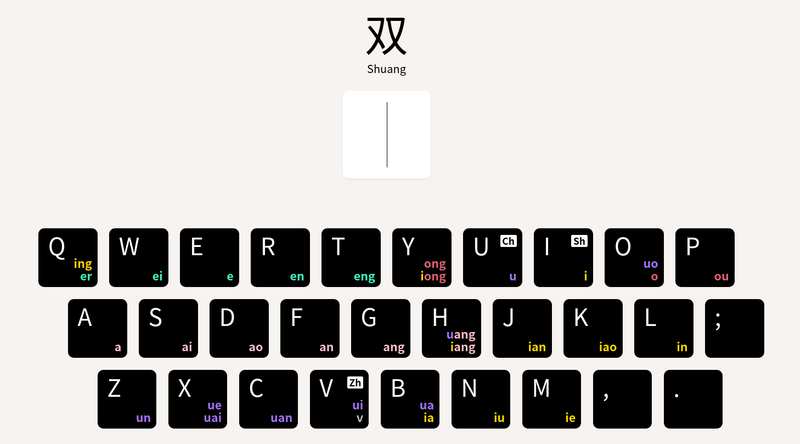 双
Shuang
Q ing er W ei E e R en T eng Y ong iong U Ch u I Sh i O uo o P ou
A a S ai D ao F an G ang H uang iang J ian K iao L in ;
Z un X ue uai C uan V Zh ui v B ua ia N iu M ie , .